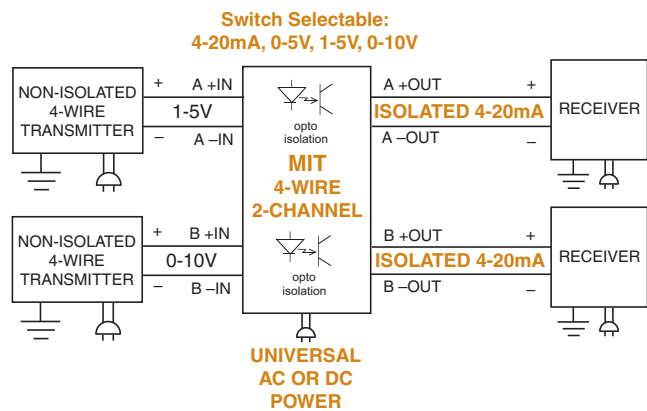 Switch Selectable:
4-20mA, 0-5V, 1-5V, 0-10V
NON-ISOLATED
4-WIRE
TRANSMITTER
+ A +IN
1-5V
– A –IN
opto
isolation
MIT
4-WIRE
2-CHANNEL
A +OUT +
ISOLATED 4-20mA
A –OUT –
RECEIVER
NON-ISOLATED
4-WIRE
TRANSMITTER
+ B +IN
0-10V
– B –IN
opto
isolation
B +OUT +
ISOLATED 4-20mA
B –OUT –
RECEIVER
UNIVERSAL
AC OR DC
POWER